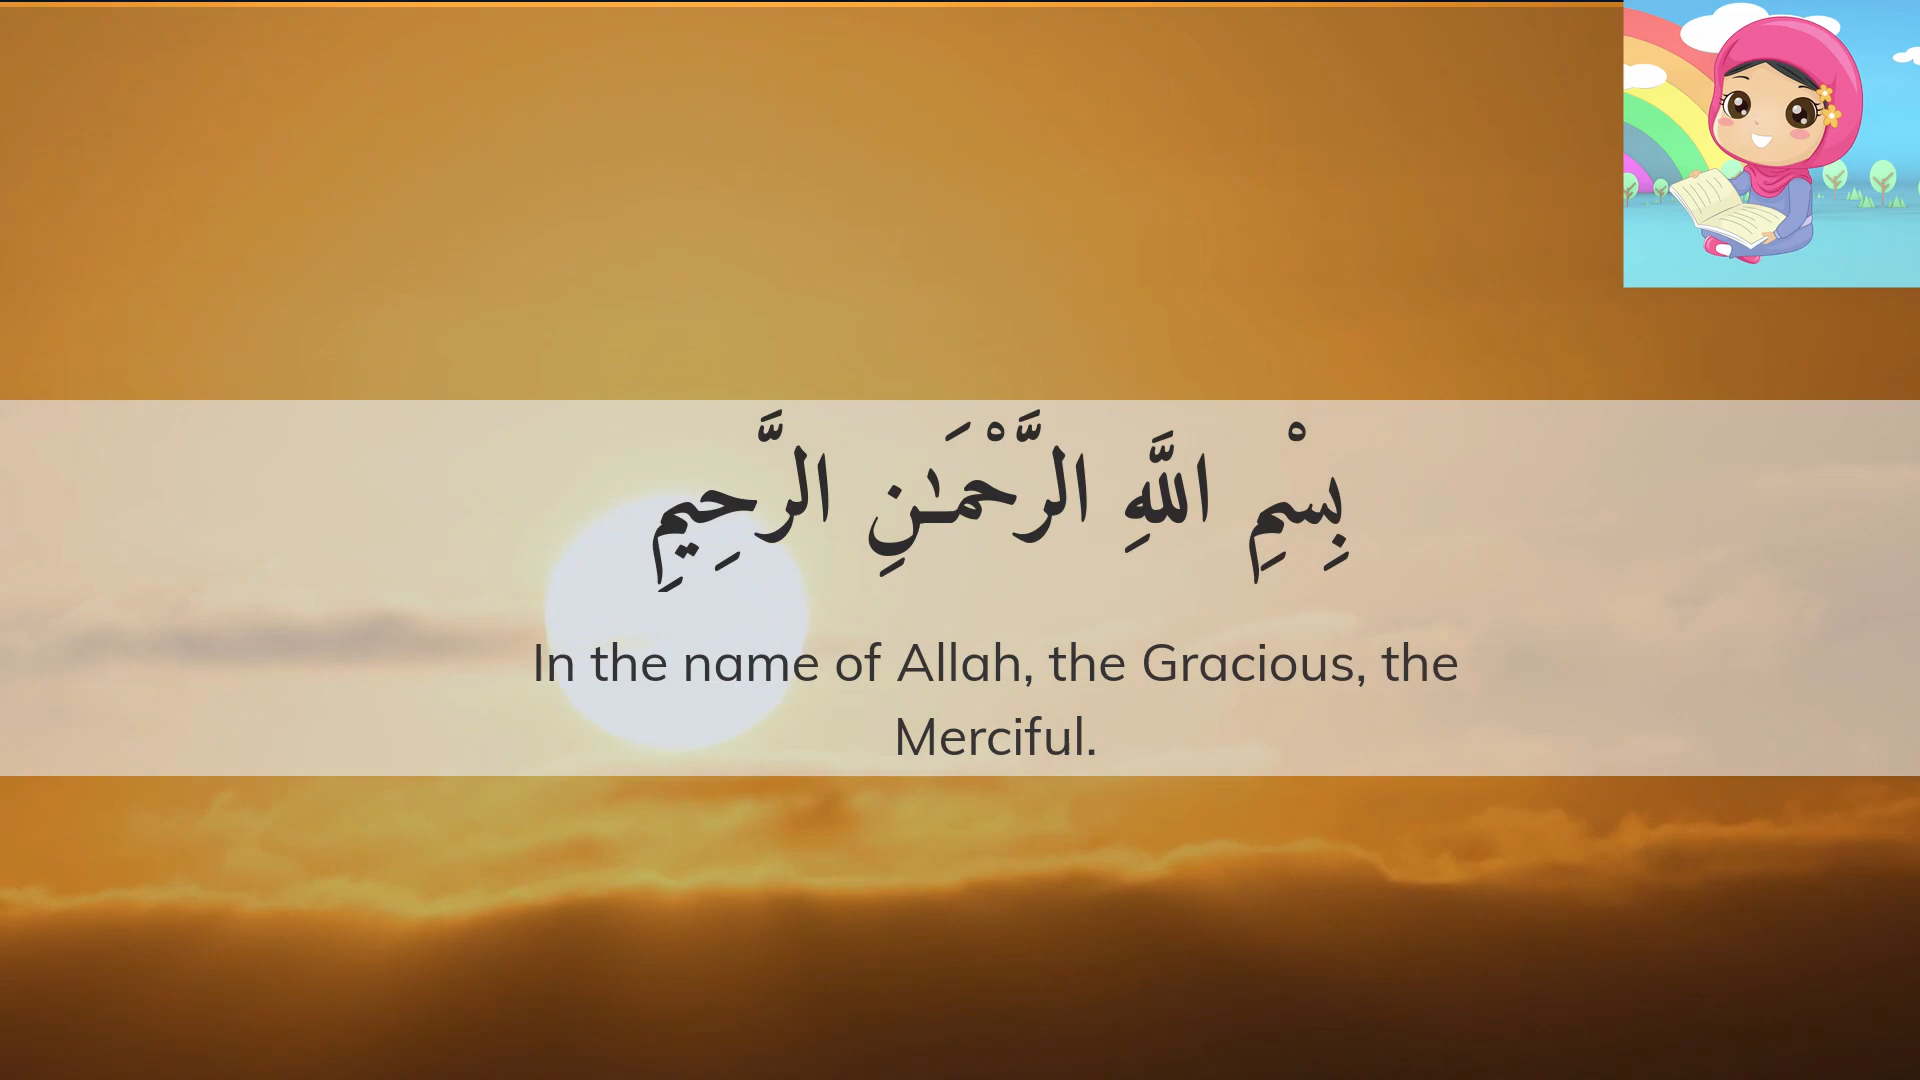 بِسْمِ اللَّهِ الرَّحْمَـٰنِ الرَّحِيمِ
In the name of Allah, the Gracious, the
Merciful.